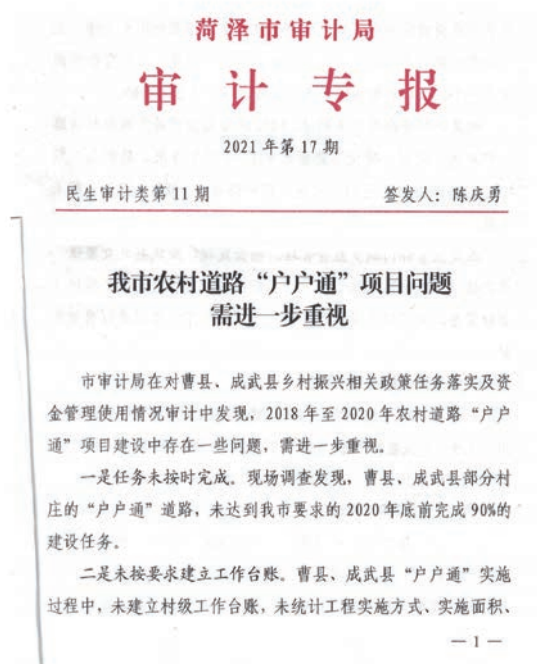 菏泽市审计局
审计专报
2021年第17期
民生审计类第11期 签发人：陈庆勇
我市农村道路“户户通”项目问题
需进一步重视
市审计局在对曹县、成武县乡村振兴相关政策任务落实及资
金管理使用情况审计中发现，2018年至2020年农村道路“户户
通”项目建设中存在一些问题，需进一步重视。
一是任务未按时完成。现场调查发现，曹县、成武县部分村
庄的“户户通”道路，未达到我市要求的2020年底前完成90%的
建设任务。
二是未按要求建立工作台账。曹县、成武县“户户通”实施
过程中，未建立村级工作台账，未统计工程实施方式、实施面积、
—1—